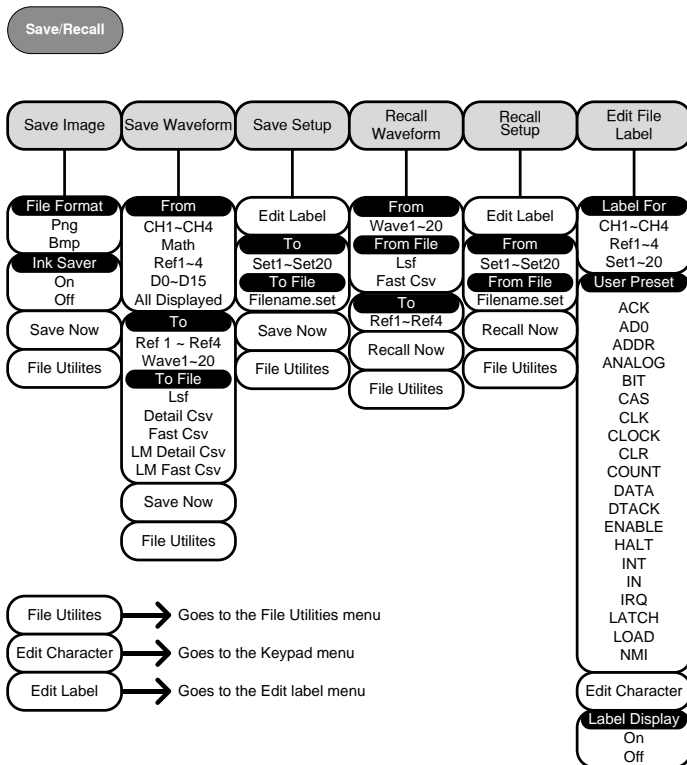 Save/Recall
Save Image
File Format
Png
Bmp
Ink Saver
On
Off
Save Now
File Utilites
Save Waveform
From
CH1~CH4
Math
Ref1~4
D0~D15
All Displayed
To
Ref 1 ~ Ref4
Wave1~20
To File
Lsf
Detail Csv
Fast Csv
LM Detail Csv
LM Fast Csv
Save Now
File Utilites
Save Setup
Edit Label
To
Set1~Set20
To File
Filename.set
Save Now
File Utilites
Recall
Waveform
From
Wave1~20
From File
Lsf
Fast Csv
To
Ref1~Ref4
Recall Now
File Utilites
Recall
Setup
Edit Label
From
Set1~Set20
From File
Filename.set
Recall Now
File Utilites
Edit File
Label
Label For
CH1~CH4
Ref1~4
Set1~20
User Preset
ACK
AD0
ADDR
ANALOG
BIT
CAS
CLK
CLOCK
CLR
COUNT
DATA
DTACK
ENABLE
HALT
INT
IN
IRQ
LATCH
LOAD
NMI
Edit Character
Label Display
On
Off
File Utilites
Goes to the File Utilities menu
Edit Character
Goes to the Keypad menu
Edit Label
Goes to the Edit label menu